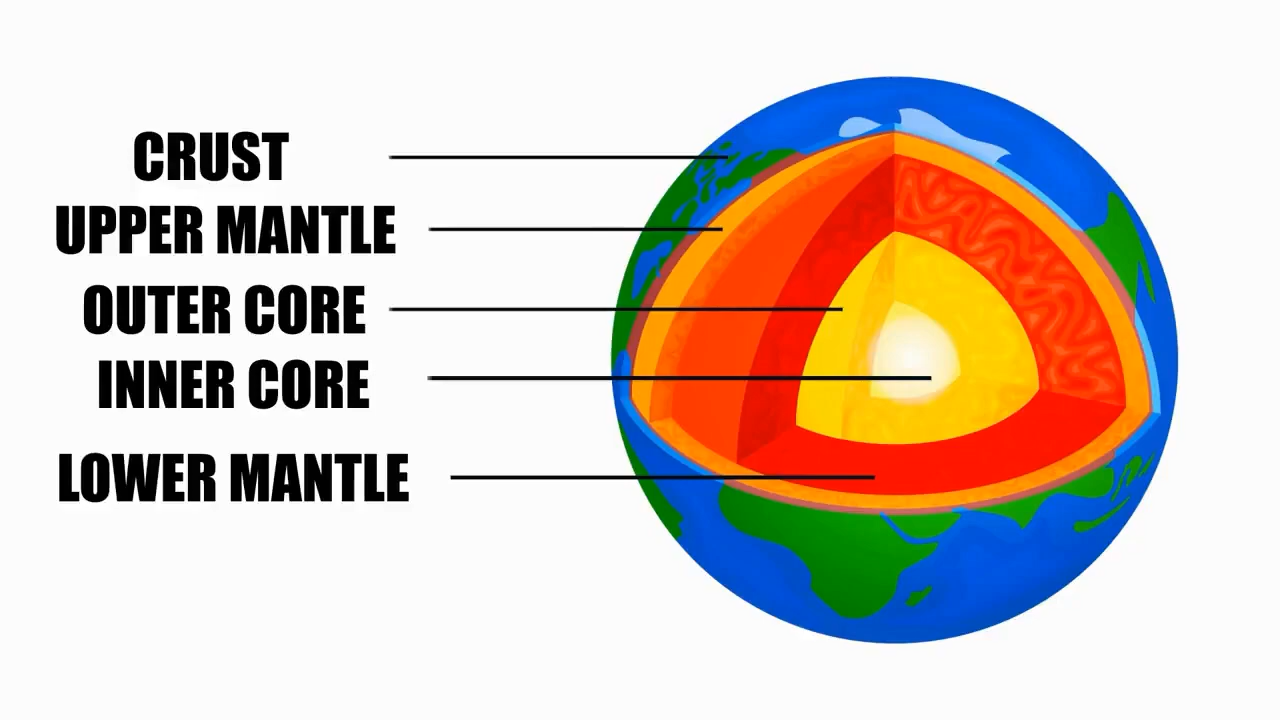 CRUST
UPPER MANTLE
OUTER CORE
INNER CORE
LOWER MANTLE